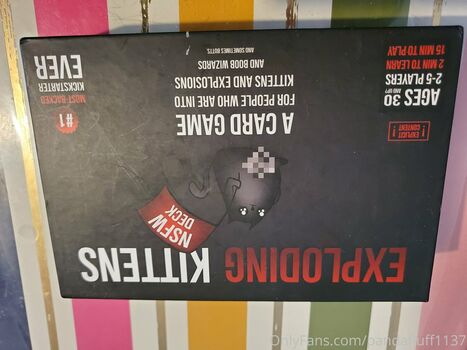 EXPLODING KITTENS
NSFW
DECK
A CARD GAME
FOR PEOPLE WHO ARE INTO
KITTENS AND EXPLOSIONS
AND BOOB WIZARDS
AND SOMETIMES BUTTS.
! EXPLICIT CONTENT !
AGES 30 AND UP
2-5 PLAYERS
2 MIN TO LEARN
15 MIN TO PLAY
#1
MOST-BACKED
KICKSTARTER
EVER